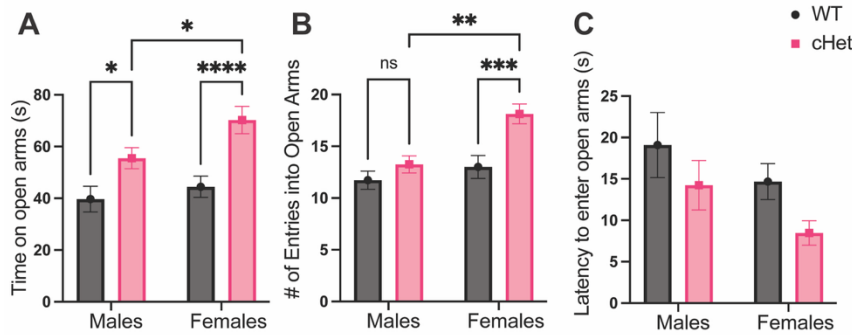 A
Time on open arms (s)
80
60
40
20
0
*
*
****
Males
Females
B
# of Entries into Open Arms
20
15
10
5
0
ns
**
***
Males
Females
C
Latency to enter open arms (s)
25
20
15
10
5
0
Males
Females
WT
cHet